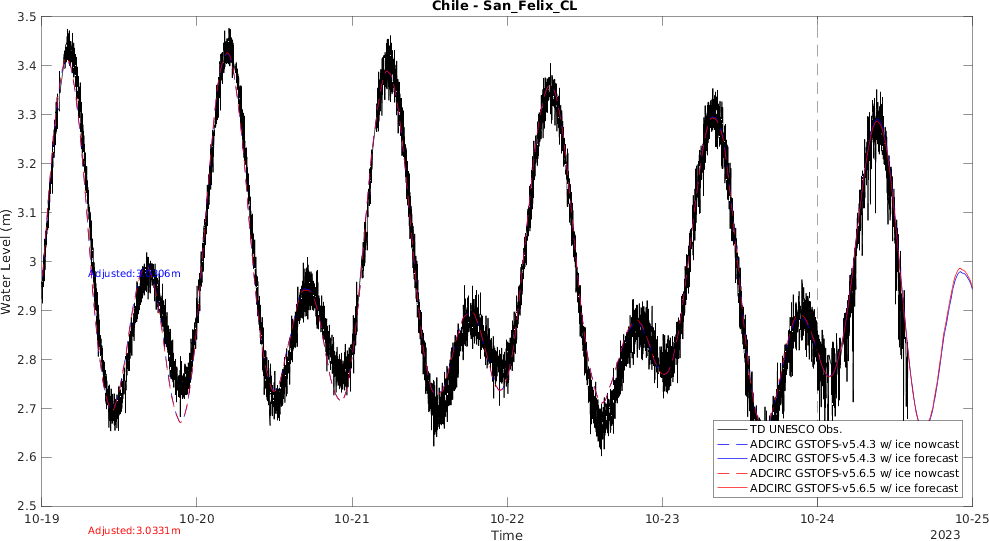 Chile - San_Felix_CL
3.5
3.4
3.3
3.2
3.1
3
2.9
2.8
2.7
2.6
2.5
Water Level (m)
Adjusted:3.0306m
TD UNESCO Obs.
ADCIRC GSTOFS-v5.4.3 w/ ice nowcast
ADCIRC GSTOFS-v5.4.3 w/ ice forecast
ADCIRC GSTOFS-v5.6.5 w/ ice nowcast
ADCIRC GSTOFS-v5.6.5 w/ ice forecast
10-19 10-20 10-21 10-22 10-23 10-24 10-25
Adjusted:3.0331m
Time
2023